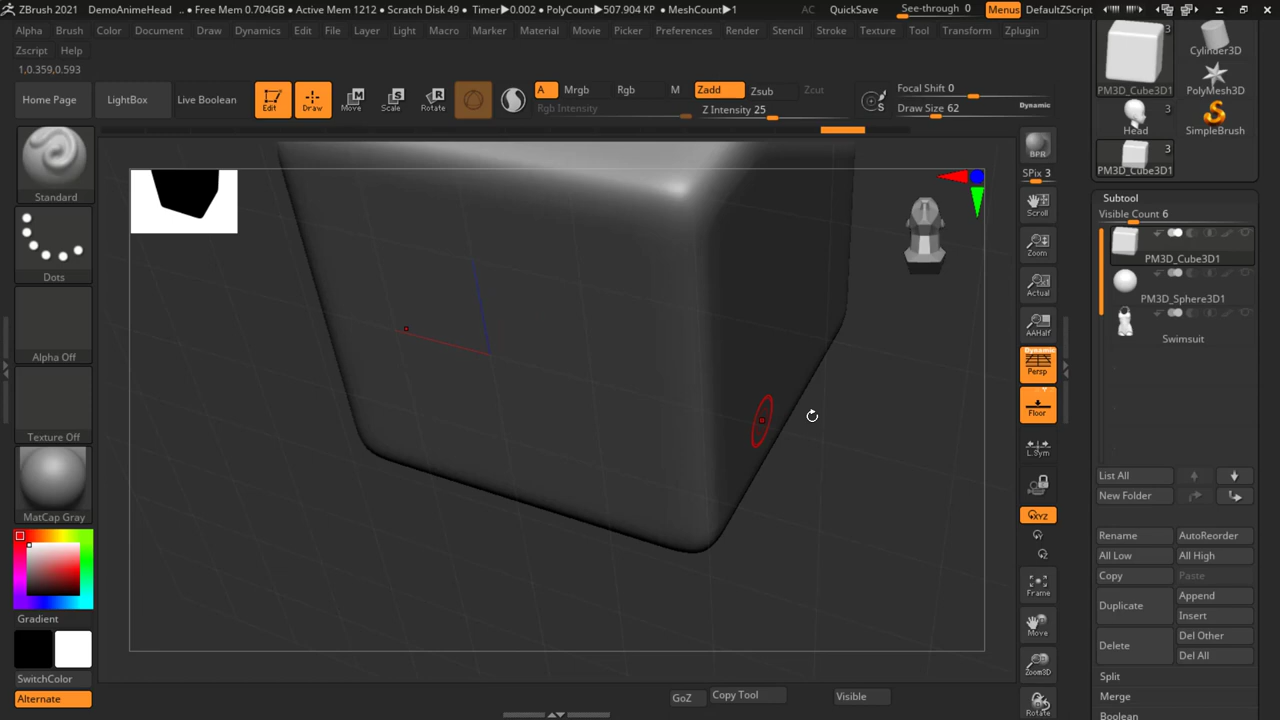 ZBrush 2021 DemoAnimeHead • Free Mem 0.704GB • Active Mem 1212 • Scratch Disk 49 • Timer▶0.002 • PolyCount▶507.904 KP • MeshCount▶1 AC QuickSave See-through 0 Menus DefaultZScript
Alpha Brush Color Document Draw Dynamics Edit File Layer Light Macro Marker Material Movie Picker Preferences Render Stencil Stroke Texture Tool Transform Zplugin
Zscript Help
1,0.359,0.593
Home Page LightBox Live Boolean Edit Draw Move Scale Rotate
A Mrgb Rgb M Zadd Zsub Zcut
Rgb Intensity Z Intensity 25
Focal Shift 0
Draw Size 62 Dynamic
Standard
Dots
Alpha Off
Texture Off
MatCap Gray
Gradient
SwitchColor
Alternate
BPR
SPix 3
Scroll
Zoom
Actual
AAHalf
Dynamic
Persp
Floor
L.Sym
XYZ
Y
Z
Frame
Move
Zoom3D
Rotate
GoZ Copy Tool Visible
3
PM3D_Cube3D1
Cylinder3D
PolyMesh3D
Head
SimpleBrush
3
PM3D_Cube3D1
Subtool
Visible Count 6
PM3D_Cube3D1
PM3D_Sphere3D1
Swimsuit
List All
New Folder
Rename AutoReorder
All Low All High
Copy Paste
Duplicate Append
Insert
Delete Del Other
Del All
Split
Merge
Boolean